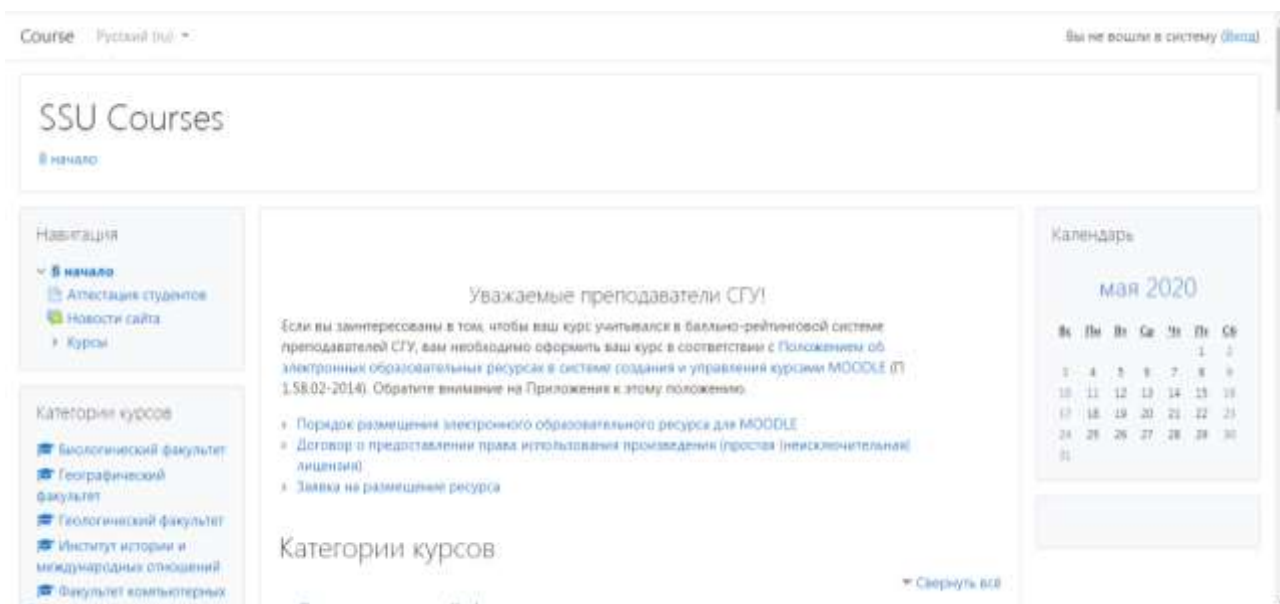 Course Русский (ru)
Вы не вошли в систему (Вход)
SSU Courses
В начало
Навигация
В начало
Аттестация студентов
Новости сайта
Курсы
Категории курсов
Биологический факультет
Географический
факультет
Геологический факультет
Институт истории и
международных отношений
Факультет компьютерных
Уважаемые преподаватели СГУ!
Если вы заинтересованы в том, чтобы ваш курс учитывался в балльно-рейтинговой системе
преподавателей СГУ, вам необходимо оформить ваш курс в соответствии с Положением об
электронных образовательных ресурсах в системе создания и управления курсами MOODLE (П
1.58.02-2014). Обратите внимание на Приложения к этому положению.
Порядок размещения электронного образовательного ресурса для MOODLE
Договор о предоставлении права использования произведения (простая (неисключительная)
лицензия)
Заявка на размещение ресурса
Категории курсов
Свернуть всё
Календарь
мая 2020
Вс Пн Вт Ср Чт Пт Сб
1 2
3 4 5 6 7 8 9
10 11 12 13 14 15 16
17 18 19 20 21 22 23
24 25 26 27 28 29 30
31